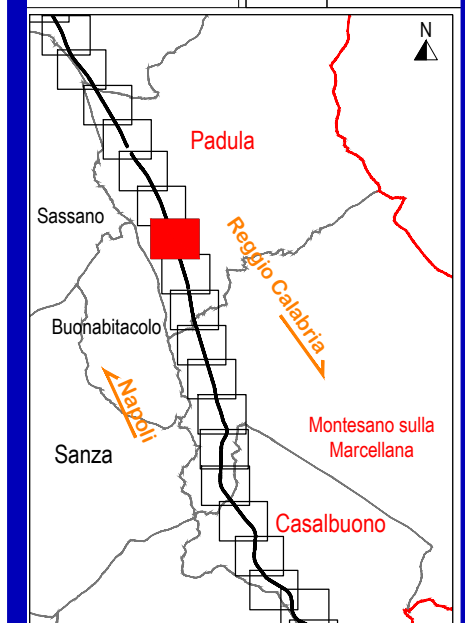 N
Padula
Sassano
Reggio Calabria
Buonabitacolo
Napoli
Montesano sulla
Marcellana
Sanza
Casalbuono